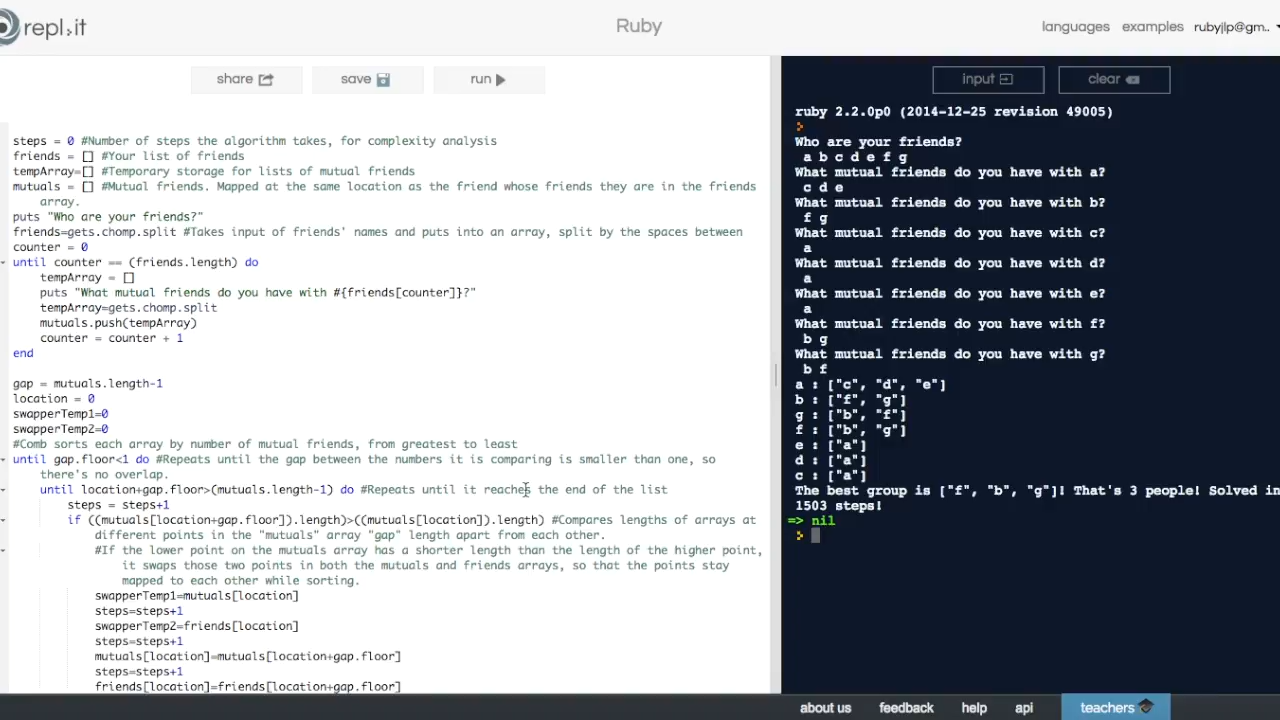 repl.it
Ruby
languages examples rubyjlp@gm..
share save run
input clear
steps = 0 #Number of steps the algorithm takes, for complexity analysis
friends = [] #Your list of friends
tempArray=[] #Temporary storage for lists of mutual friends
mutuals = [] #Mutual friends. Mapped at the same location as the friend whose friends they are in the friends
array.
puts "Who are your friends?"
friends=gets.chomp.split #Takes input of friends' names and puts into an array, split by the spaces between
counter = 0
until counter == (friends.length) do
tempArray = []
puts "What mutual friends do you have with #{friends[counter]}?"
tempArray=gets.chomp.split
mutuals.push(tempArray)
counter = counter + 1
end
gap = mutuals.length-1
location = 0
swapperTemp1=0
swapperTemp2=0
#Comb sorts each array by number of mutual friends, from greatest to least
until gap.floor<1 do #Repeats until the gap between the numbers it is comparing is smaller than one, so
there's no overlap.
until location+gap.floor>(mutuals.length-1) do #Repeats until it reaches the end of the list
steps = steps+1
if ((mutuals[location+gap.floor]).length)>((mutuals[location]).length) #Compares lengths of arrays at
different points in the "mutuals" array "gap" length apart from each other.
#If the lower point on the mutuals array has a shorter length than the length of the higher point,
it swaps those two points in both the mutuals and friends arrays, so that the points stay
mapped to each other while sorting.
swapperTemp1=mutuals[location]
steps=steps+1
swapperTemp2=friends[location]
steps=steps+1
mutuals[location]=mutuals[location+gap.floor]
steps=steps+1
friends[location]=friends[location+gap.floor]
ruby 2.2.0p0 (2014-12-25 revision 49005)
Who are your friends?
a b c d e f g
What mutual friends do you have with a?
c d e
What mutual friends do you have with b?
f g
What mutual friends do you have with c?
a
What mutual friends do you have with d?
a
What mutual friends do you have with e?
a
What mutual friends do you have with f?
b g
What mutual friends do you have with g?
b f
a : ["c", "d", "e"]
b : ["f", "g"]
g : ["b", "f"]
f : ["b", "g"]
e : ["a"]
d : ["a"]
c : ["a"]
The best group is ["f", "b", "g"]! That's 3 people! Solved in
1503 steps!
=> nil
about us feedback help api teachers